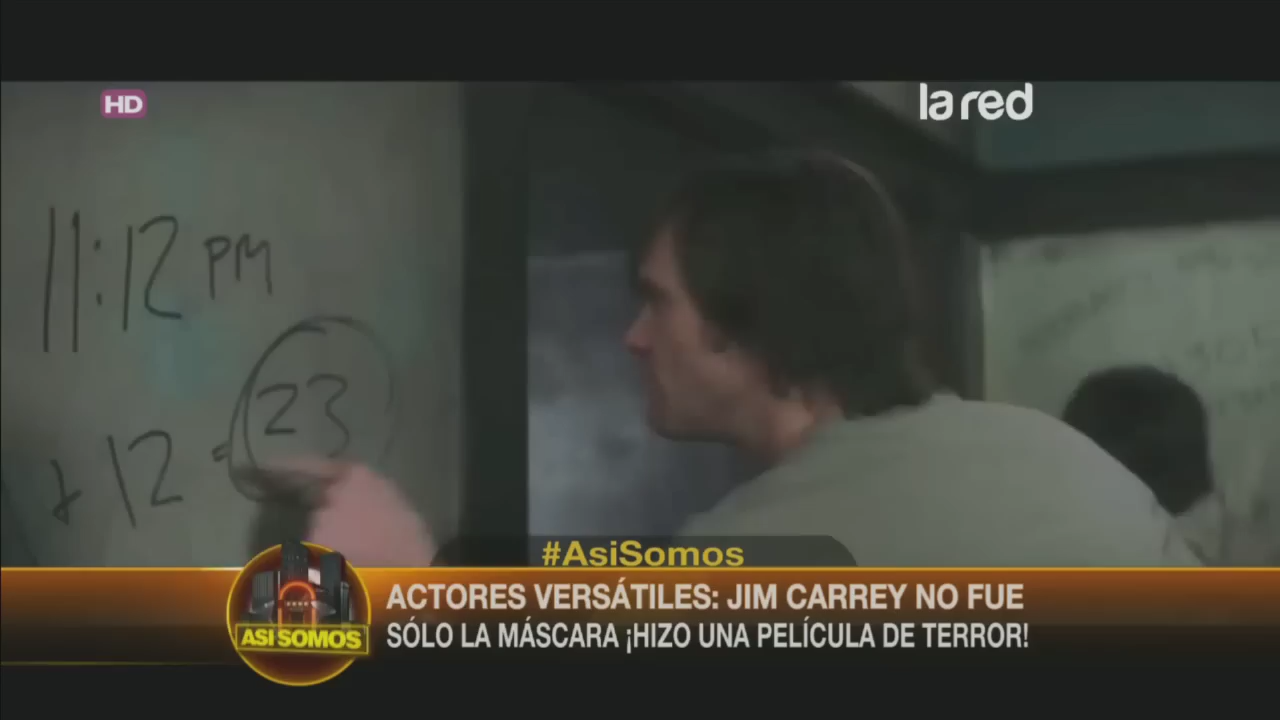 HD
la red
11:12 PM
+ 12 = 23
#AsiSomos
ACTORES VERSÁTILES: JIM CARREY NO FUE
SÓLO LA MÁSCARA ¡HIZO UNA PELÍCULA DE TERROR!
ASI SOMOS